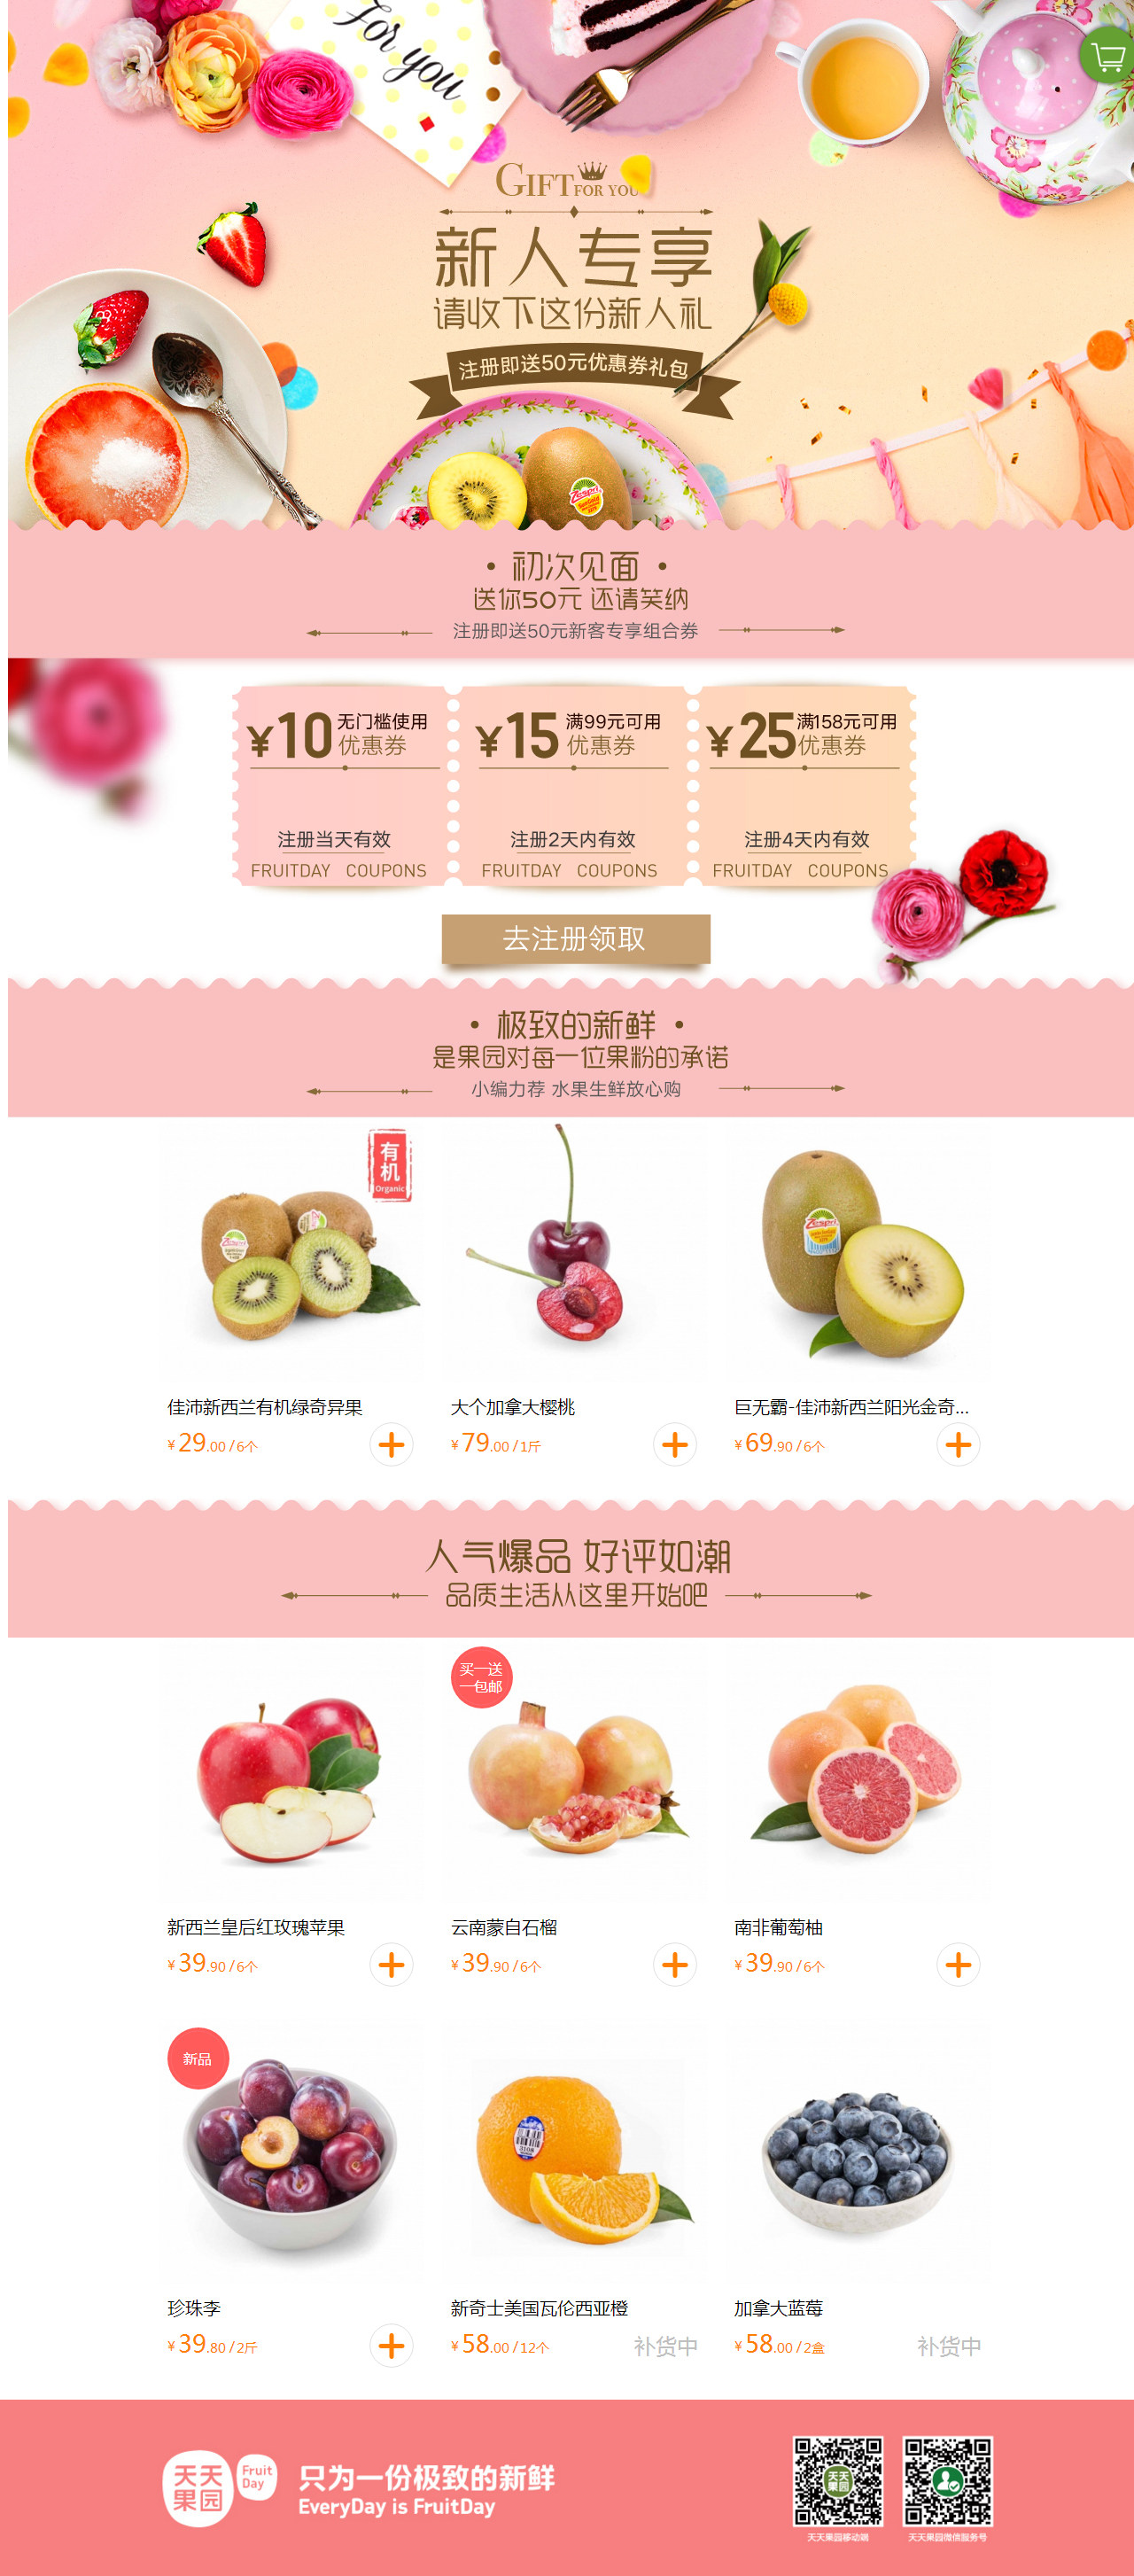 For you
GIFT FOR YOU
新人专享
请收下这份新人礼
注册即送50元优惠券礼包
Zespri
初次见面
送你50元 还请笑纳
注册即送50元新客专享组合券
¥10 无门槛使用
优惠券
注册当天有效
FRUITDAY COUPONS
¥15 满99元可用
优惠券
注册2天内有效
FRUITDAY COUPONS
¥25 满158元可用
优惠券
注册4天内有效
FRUITDAY COUPONS
去注册领取
· 极致的新鲜 ·
是果园对每一位果粉的承诺
小编力荐 水果生鲜放心购
有机
Organic
Zespri
Zespri
佳沛新西兰有机绿奇异果
¥29.00/6个
大个加拿大樱桃
¥79.00/1斤
巨无霸-佳沛新西兰阳光金奇...
¥69.90/6个
人气爆品 好评如潮
品质生活从这里开始吧
买一送
一包邮
新西兰皇后红玫瑰苹果
¥39.90/6个
云南蒙自石榴
¥39.90/6个
南非葡萄柚
¥39.90/6个
新品
珍珠李
¥39.80/2斤
新奇士美国瓦伦西亚橙
¥58.00/12个
补货中
加拿大蓝莓
¥58.00/2盒
补货中
天天
果园
Fruit
Day
只为一份极致的新鲜
EveryDay is FruitDay
天天
果园
天天果园移动端
天天果园微信服务号